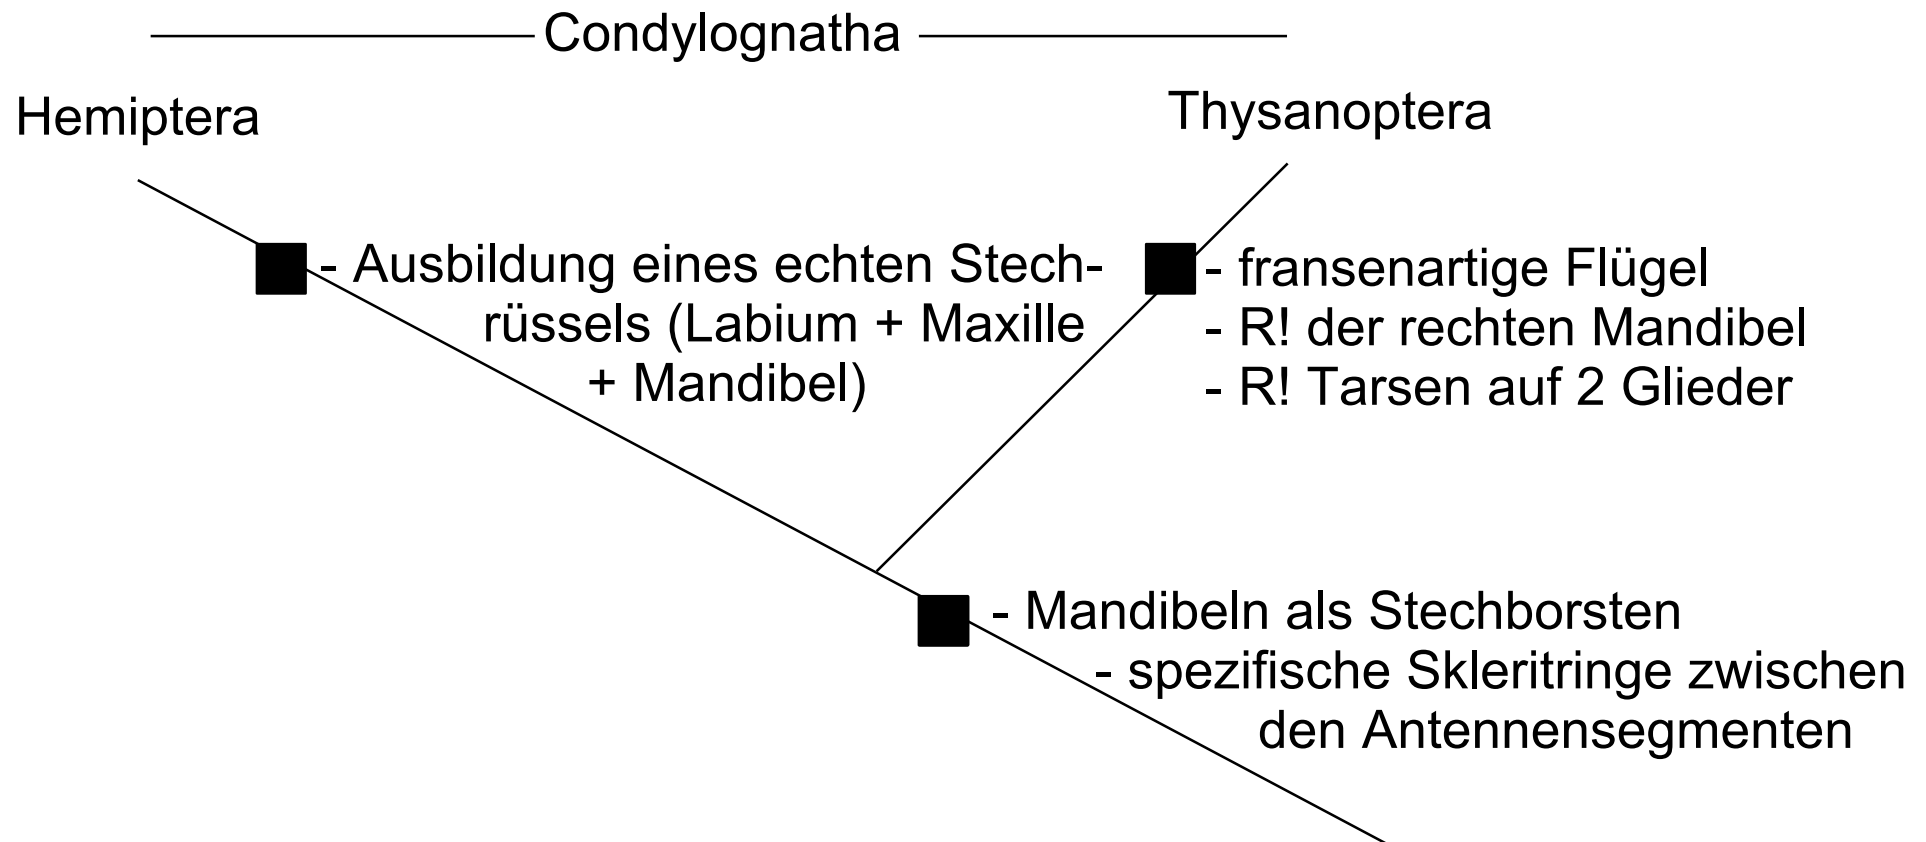 Condylognatha
Hemiptera
Thysanoptera
- Ausbildung eines echten Stech-
rüssels (Labium + Maxille
+ Mandibel)
- fransenartige Flügel
- R! der rechten Mandibel
- R! Tarsen auf 2 Glieder
- Mandibeln als Stechborsten
- spezifische Skleritringe zwischen
den Antennensegmenten